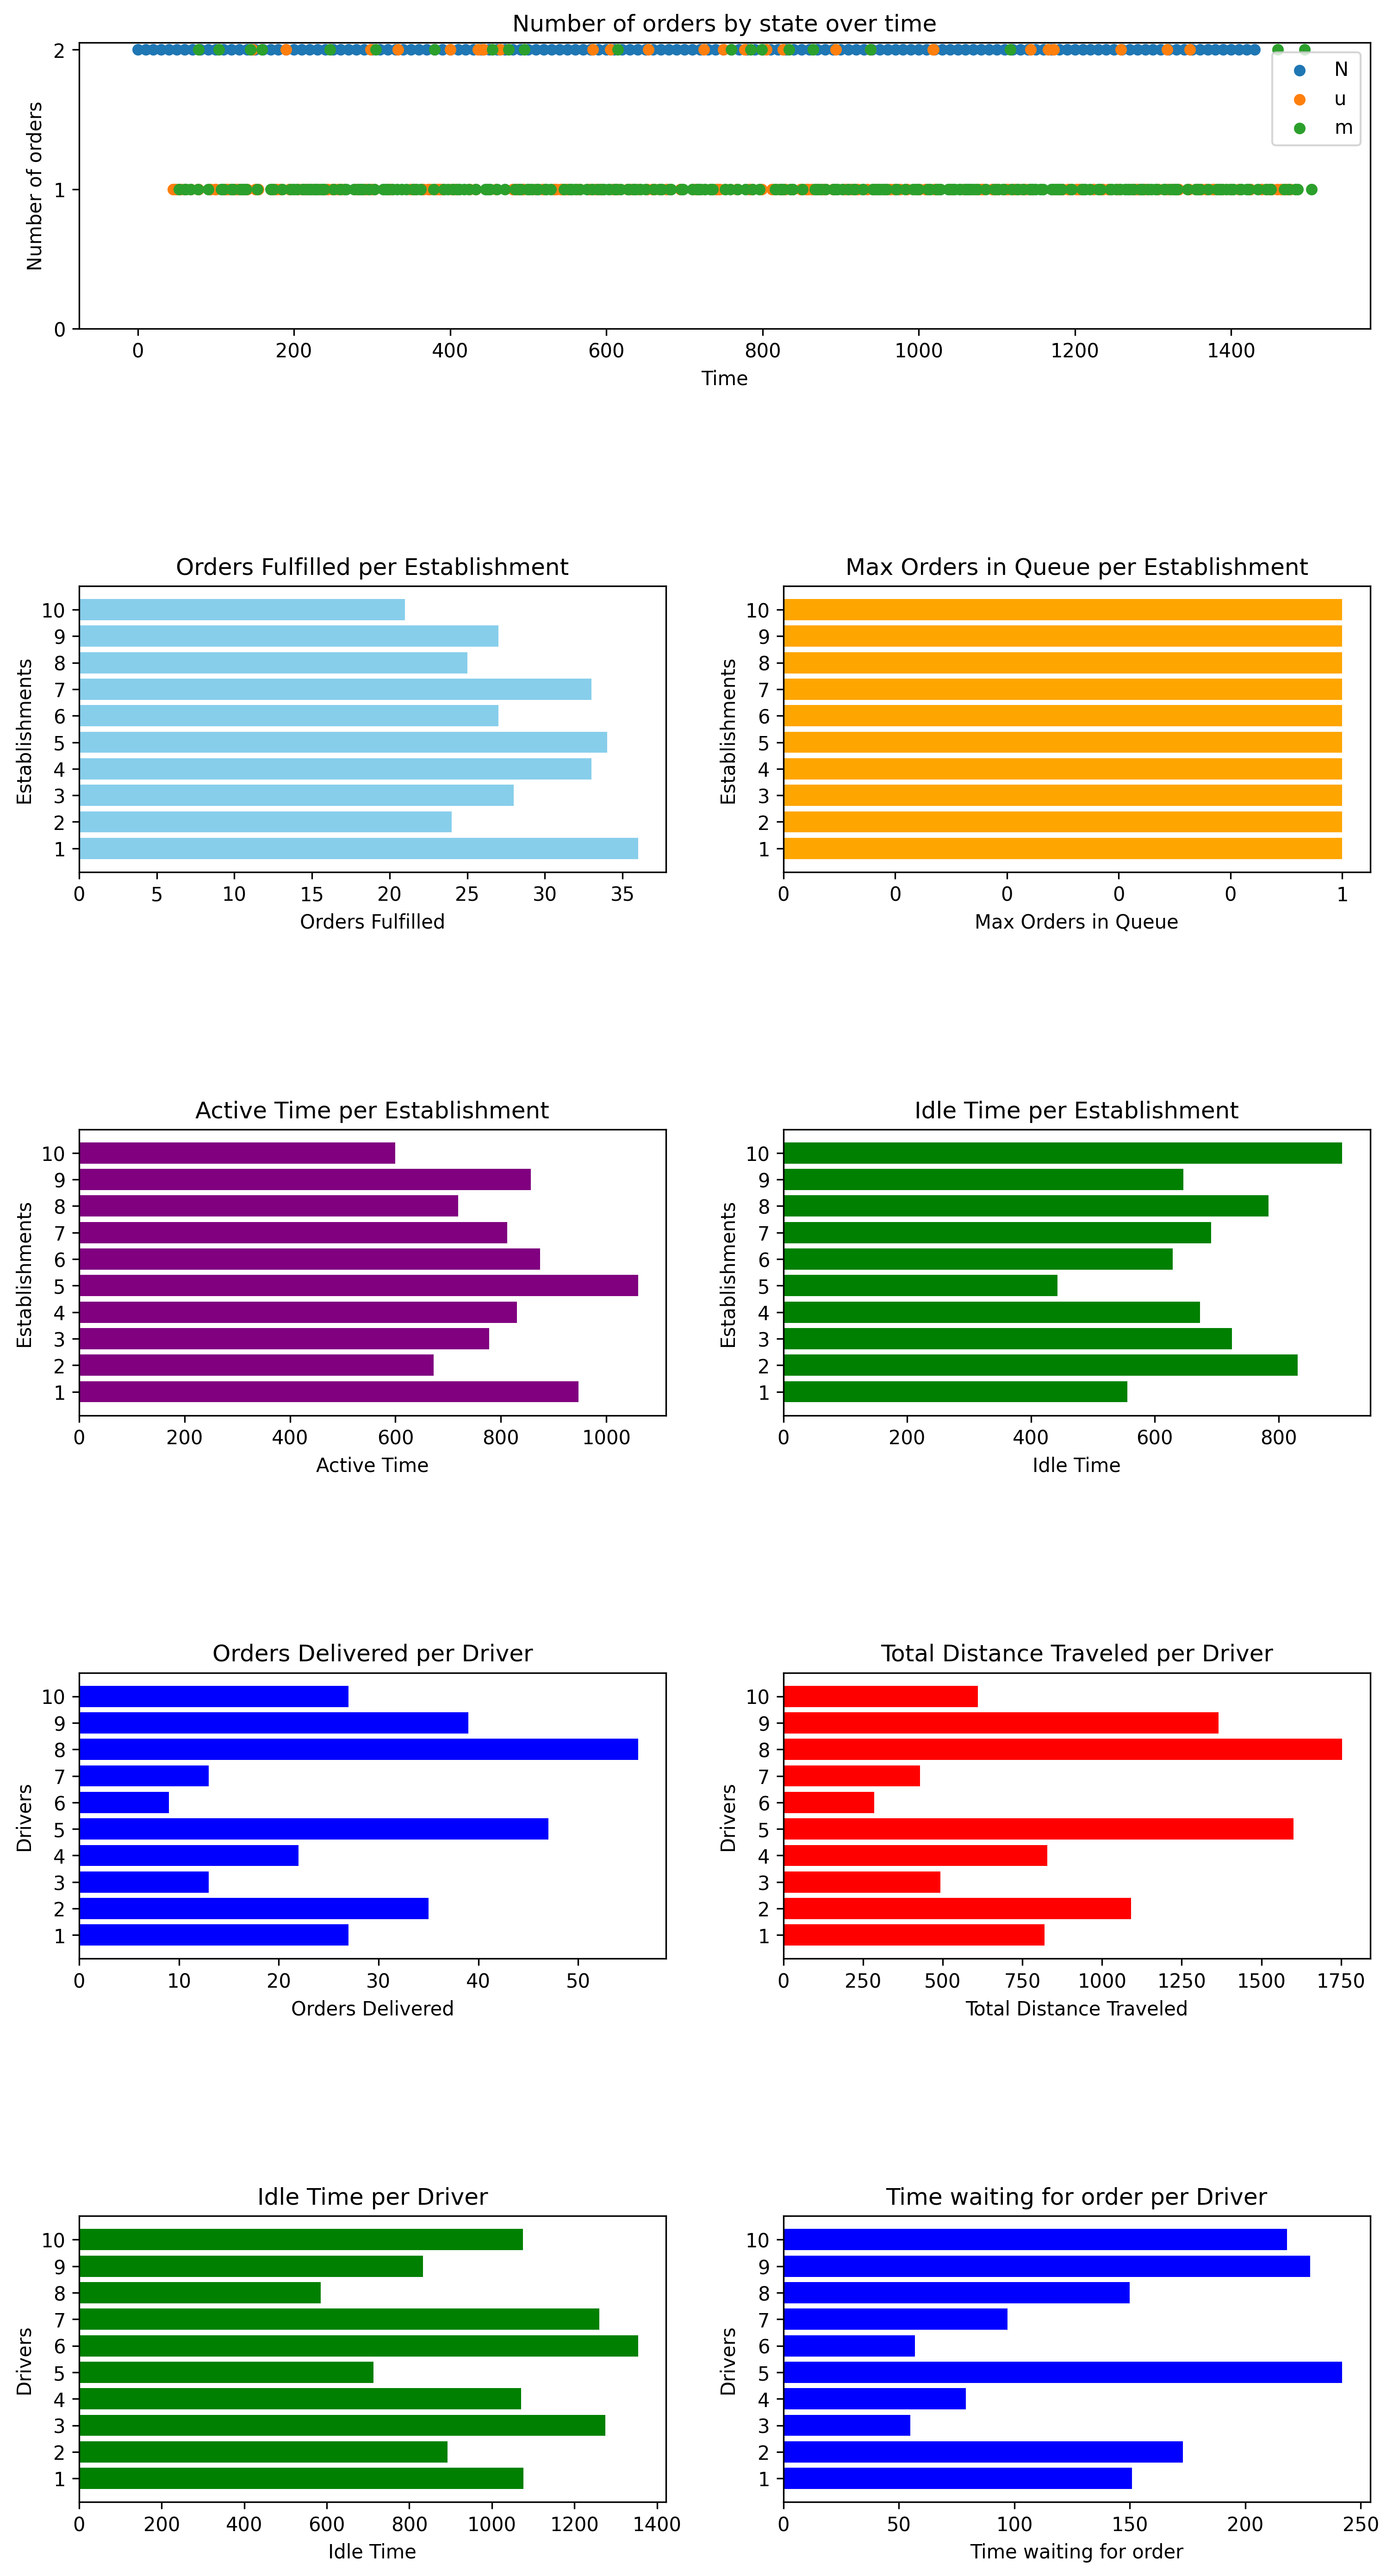 Number of orders by state over time
Number of orders
2
1
0
N
u
m
0 200 400 600 800 1000 1200 1400
Time
Orders Fulfilled per Establishment
Establishments
10
9
8
7
6
5
4
3
2
1
0 5 10 15 20 25 30 35
Orders Fulfilled
Max Orders in Queue per Establishment
Establishments
10
9
8
7
6
5
4
3
2
1
0 0 0 0 0 1
Max Orders in Queue
Active Time per Establishment
Establishments
10
9
8
7
6
5
4
3
2
1
0 200 400 600 800 1000
Active Time
Idle Time per Establishment
Establishments
10
9
8
7
6
5
4
3
2
1
0 200 400 600 800
Idle Time
Orders Delivered per Driver
Drivers
10
9
8
7
6
5
4
3
2
1
0 10 20 30 40 50
Orders Delivered
Total Distance Traveled per Driver
Drivers
10
9
8
7
6
5
4
3
2
1
0 250 500 750 1000 1250 1500 1750
Total Distance Traveled
Idle Time per Driver
Drivers
10
9
8
7
6
5
4
3
2
1
0 200 400 600 800 1000 1200 1400
Idle Time
Time waiting for order per Driver
Drivers
10
9
8
7
6
5
4
3
2
1
0 50 100 150 200 250
Time waiting for order